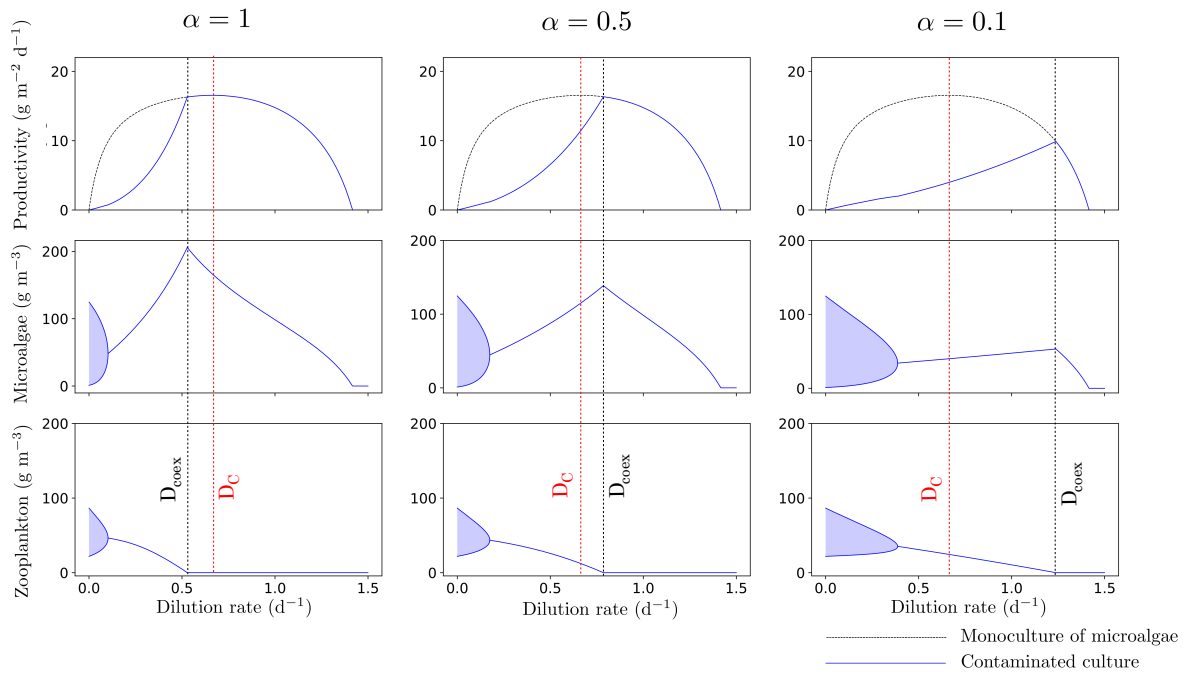 α = 1
α = 0.5
α = 0.1
Productivity (g m⁻² d⁻¹)
20
10
0
20
10
0
20
10
0
Microalgae (g m⁻³)
200
100
0
200
100
0
200
100
0
Zooplankton (g m⁻³)
200
100
0
200
100
0
200
100
0
D_coex
D_C
D_C
D_coex
D_C
D_coex
0.0 0.5 1.0 1.5
0.0 0.5 1.0 1.5
0.0 0.5 1.0 1.5
Dilution rate (d⁻¹)
Dilution rate (d⁻¹)
Dilution rate (d⁻¹)
Monoculture of microalgae
Contaminated culture